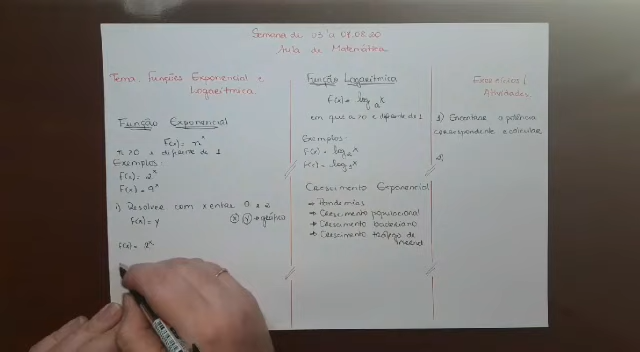 Semana de 03 a 07.08.20
Aula de Matemática
Tema: Funções Exponencial e
Logarítmica
Função Exponencial
F(x) = n^x
n>0 e diferente de 1
Exemplos:
f(x) = 2^x
f(x) = 9^x
1) Resolver com x entre 0 e 2
f(x) = y
(x) (y) → gráfico
f(x) = 2^x
Função Logarítmica
f(x) = log_a^x
em que a>0 e diferente de 1
Exemplos:
f(x) = log_2^x
f(x) = log_3^x
Crescimento Exponencial
→ Pandemias
→ Crescimento populacional
→ Crescimento bacteriano
→ Crescimento tráfego de
internet
Exercícios/
Atividades
1) Encontrar a potência
correspondente e calcular
2)